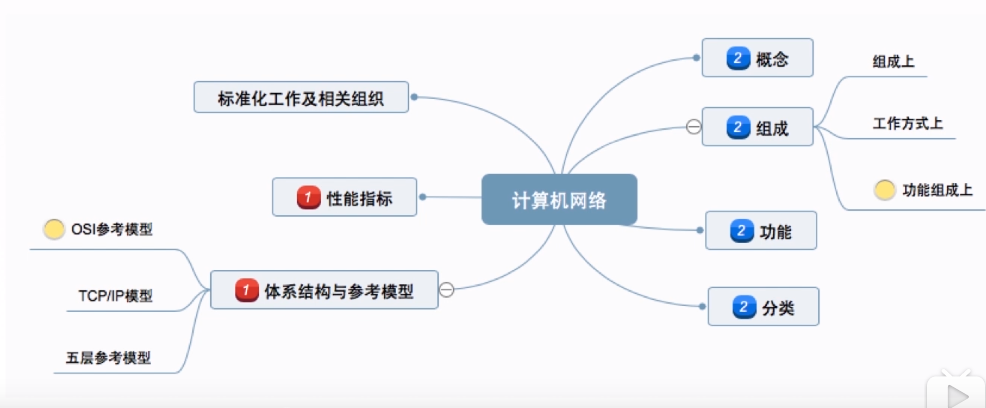 计算机网络
2 概念
2 组成
组成上
工作方式上
功能组成上
2 功能
2 分类
标准化工作及相关组织
1 性能指标
1 体系结构与参考模型
OSI参考模型
TCP/IP模型
五层参考模型